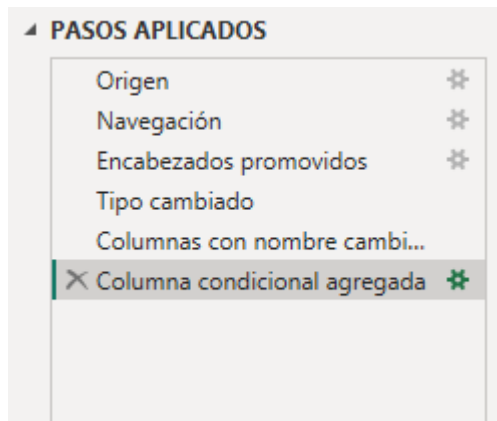 PASOS APLICADOS
Origen
Navegación
Encabezados promovidos
Tipo cambiado
Columnas con nombre cambi...
Columna condicional agregada